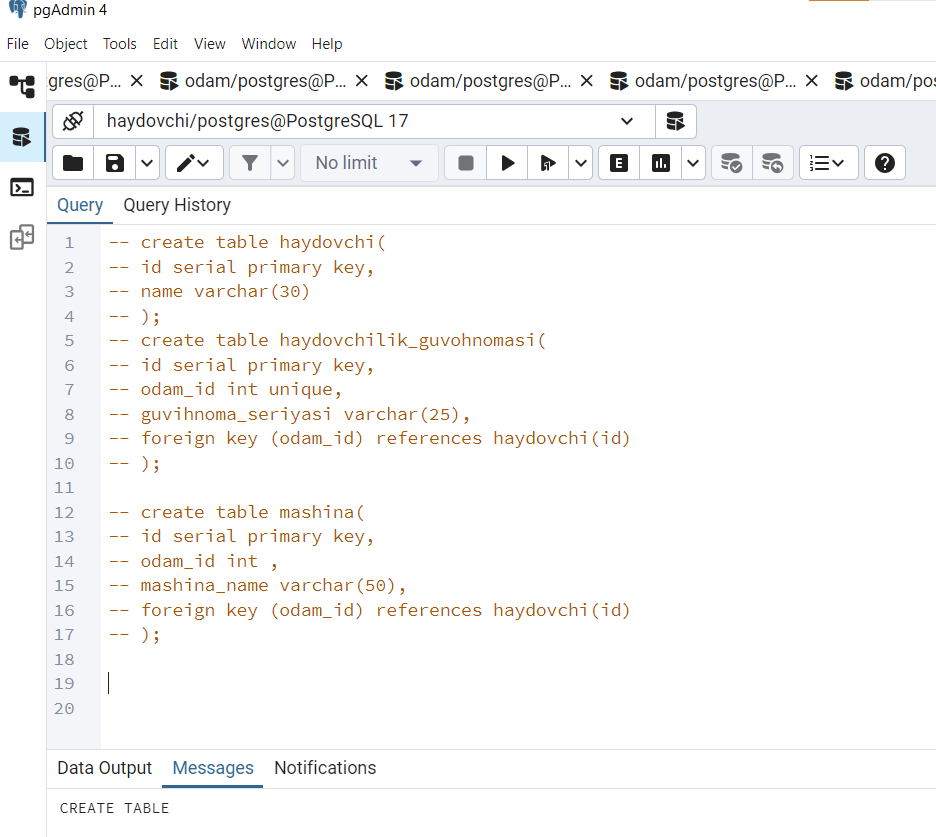 pgAdmin 4
File Object Tools Edit View Window Help
gres@P... odam/postgres@P... odam/postgres@P... odam/postgres@P... odam/pos
haydovchi/postgres@PostgreSQL 17
No limit
E
Query Query History
1 -- create table haydovchi(
2 -- id serial primary key,
3 -- name varchar(30)
4 -- );
5 -- create table haydovchilik_guvohnomasi(
6 -- id serial primary key,
7 -- odam_id int unique,
8 -- guvihnoma_seriyasi varchar(25),
9 -- foreign key (odam_id) references haydovchi(id)
10 -- );
11
12 -- create table mashina(
13 -- id serial primary key,
14 -- odam_id int ,
15 -- mashina_name varchar(50),
16 -- foreign key (odam_id) references haydovchi(id)
17 -- );
18
19
20
Data Output Messages Notifications
CREATE TABLE